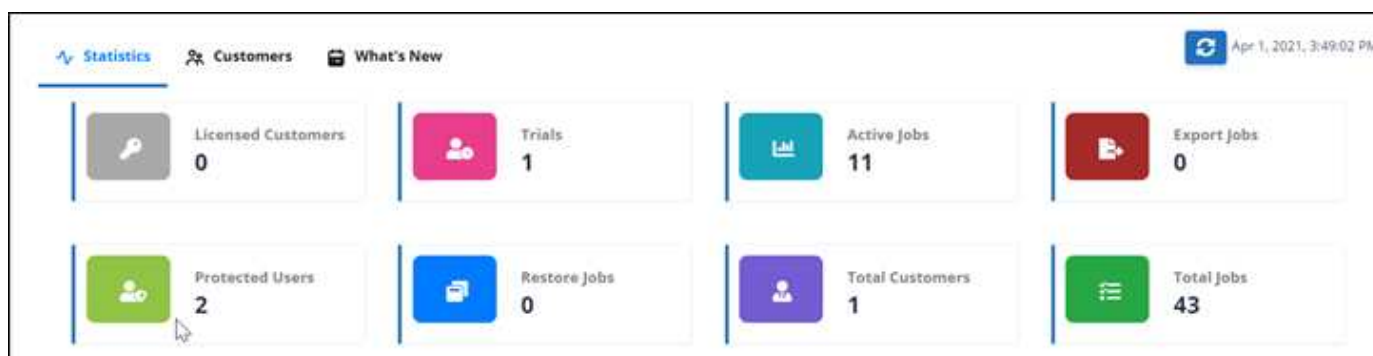 Statistics Customers What's New Apr 1, 2021, 3:49:02 PM
Licensed Customers Trials Active Jobs Export Jobs
0 1 11 0
Protected Users Restore Jobs Total Customers Total Jobs
2 0 1 43